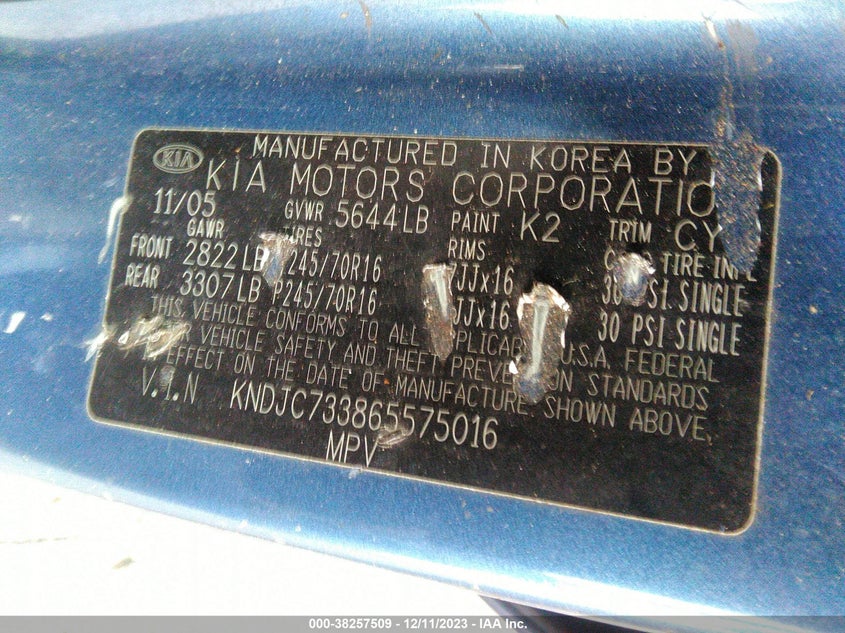 KIA
MANUFACTURED IN KOREA BY
KIA MOTORS CORPORATIO
11/05 GVWR 5644LB PAINT K2 TRIM CY
GAWR TIRES RIMS TIRE
FRONT 2822LB P245/70R16 7JJx16 30 PSI SINGLE
REAR 3307LB P245/70R16 JJx16 30 PSI SINGLE
THIS VEHICLE CONFORMS TO ALL APPLICABLE U.S.A. FEDERAL
VEHICLE SAFETY AND THEFT PREVENTION STANDARDS
EFFECT ON THE DATE OF MANUFACTURE SHOWN ABOVE.
V.I.N KNDJC733865575016
MPV
000-38257509 - 12/11/2023 - IAA Inc.